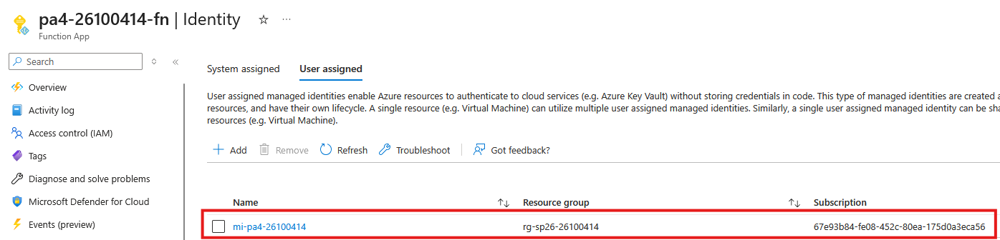 pa4-26100414-fn | Identity
Function App
Search
Overview
Activity log
Access control (IAM)
Tags
Diagnose and solve problems
Microsoft Defender for Cloud
Events (preview)
System assigned User assigned
User assigned managed identities enable Azure resources to authenticate to cloud services (e.g. Azure Key Vault) without storing credentials in code. This type of managed identities are created a
resources, and have their own lifecycle. A single resource (e.g. Virtual Machine) can utilize multiple user assigned managed identities. Similarly, a single user assigned managed identity can be sha
resources (e.g. Virtual Machine).
Add Remove Refresh Troubleshoot Got feedback?
Name Resource group Subscription
mi-pa4-26100414 rg-sp26-26100414 67e93b84-fe08-452c-80ea-175d0a3eca56